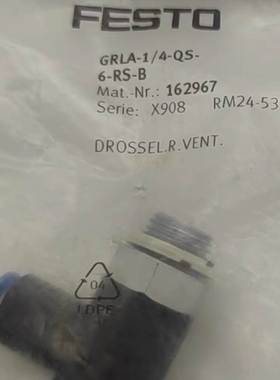 FESTO
GRLA-1/4-QS-
6-RS-B
Mat.-Nr.: 162967
Serie: X908 RM24-53
DROSSEL.R.VENT.
04
LDPE